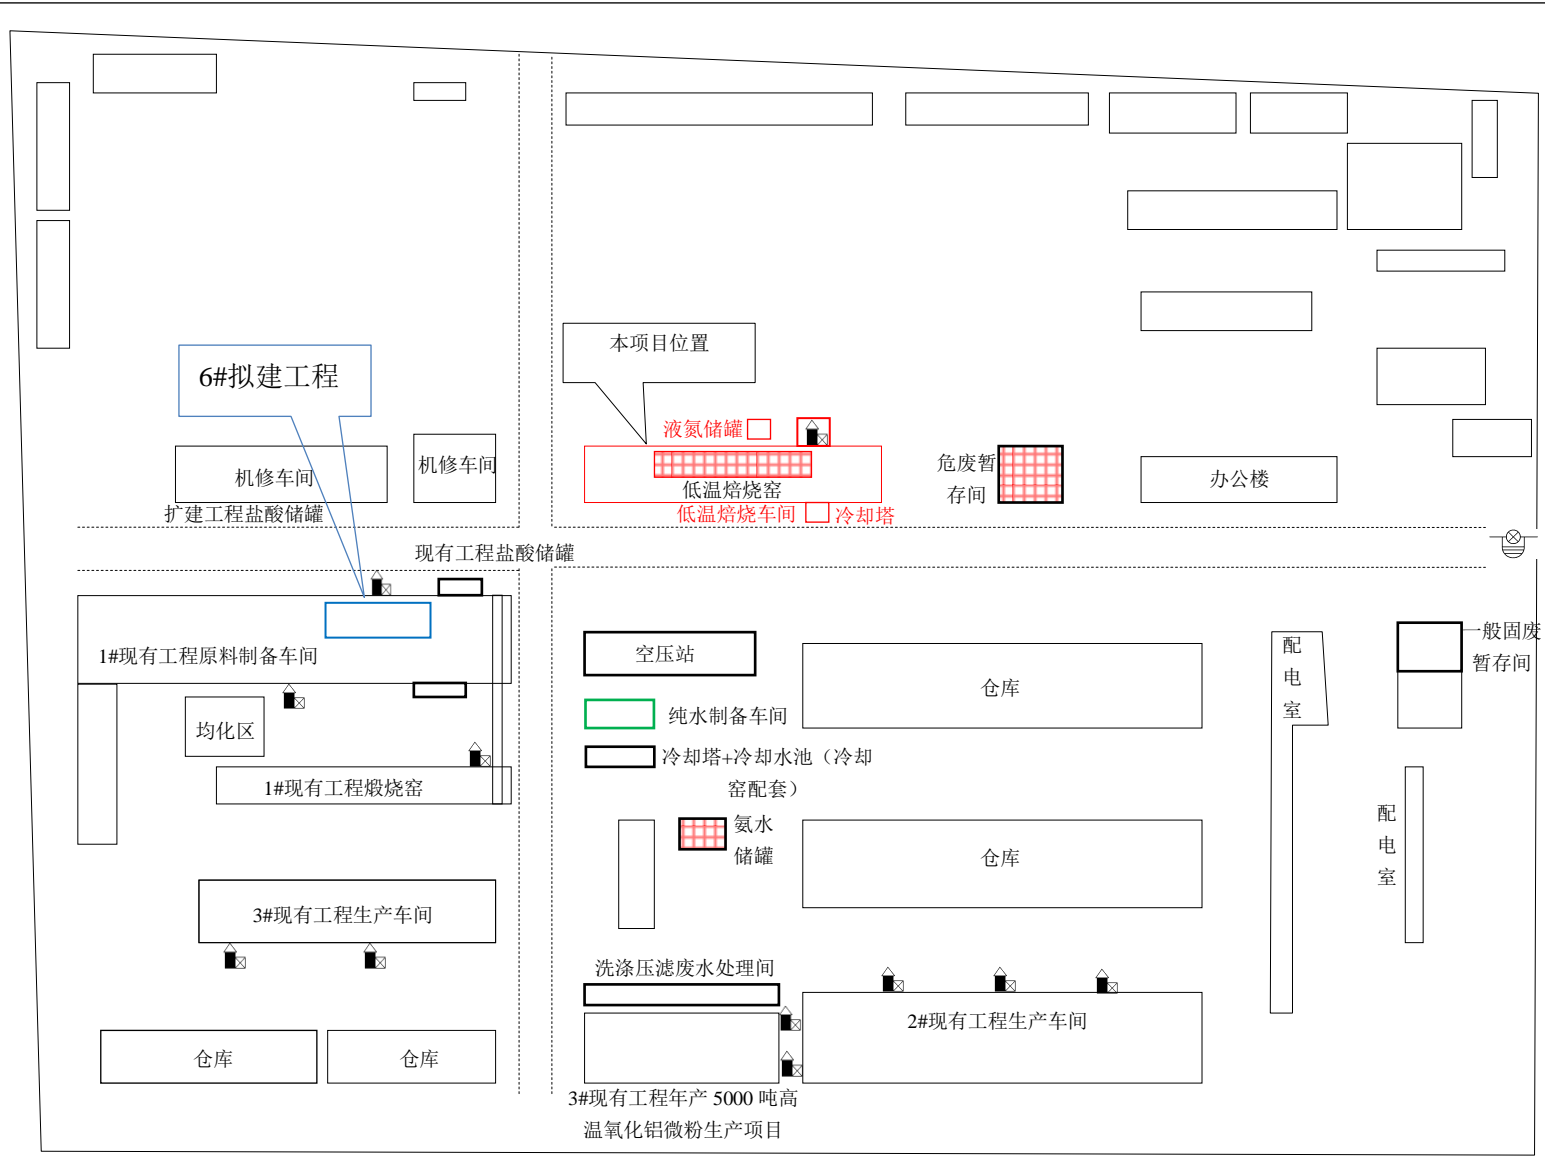 本项目位置
6#拟建工程
液氮储罐
机修车间
机修车间
危废暂
存间
办公楼
低温焙烧窑
扩建工程盐酸储罐
低温焙烧车间
冷却塔
现有工程盐酸储罐
1#现有工程原料制备车间
空压站
仓库
配
电
室
一般固废
暂存间
均化区
纯水制备车间
冷却塔+冷却水池（冷却
窑配套）
1#现有工程煅烧窑
氨水
储罐
仓库
配
电
室
3#现有工程生产车间
洗涤压滤废水处理间
2#现有工程生产车间
仓库
仓库
3#现有工程年产 5000 吨高
温氧化铝微粉生产项目